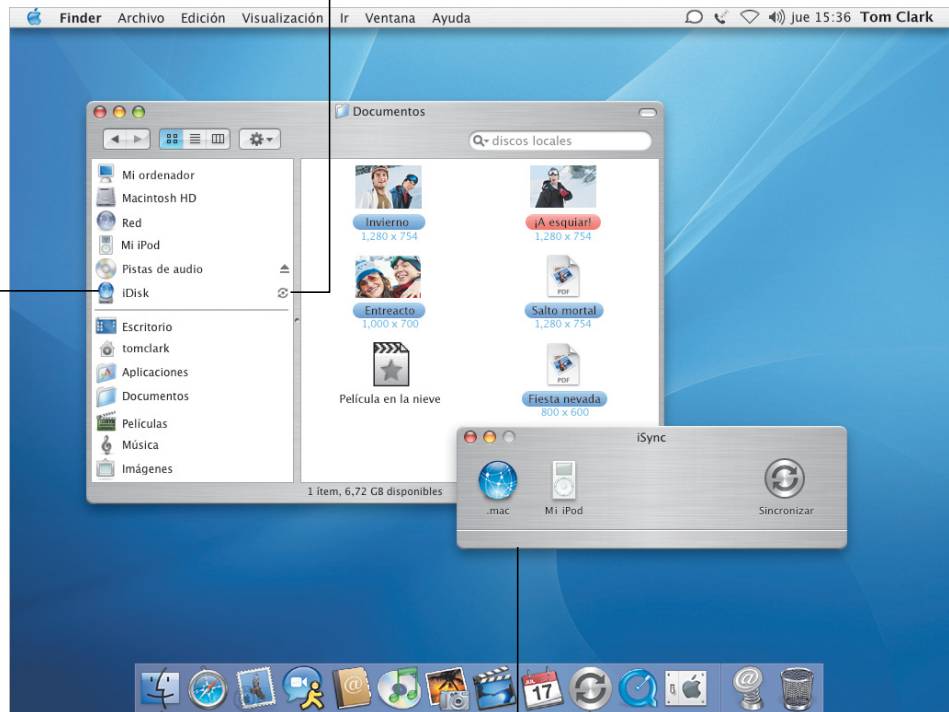 Finder Archivo Edición Visualización Ir Ventana Ayuda jue 15:36 Tom Clark
Documentos
discos locales
Mi ordenador
Macintosh HD
Red
Mi iPod
Pistas de audio
iDisk
Escritorio
tomclark
Aplicaciones
Documentos
Películas
Música
Imágenes
Invierno
1,280 x 754
¡A esquiar!
1,280 x 754
Entreacto
1,000 x 700
PDF
Salto mortal
1,280 x 754
Película en la nieve
PDF
Fiesta nevada
800 x 600
1 ítem, 6,72 GB disponibles
iSync
.mac
Mi iPod
Sincronizar
JUL
17